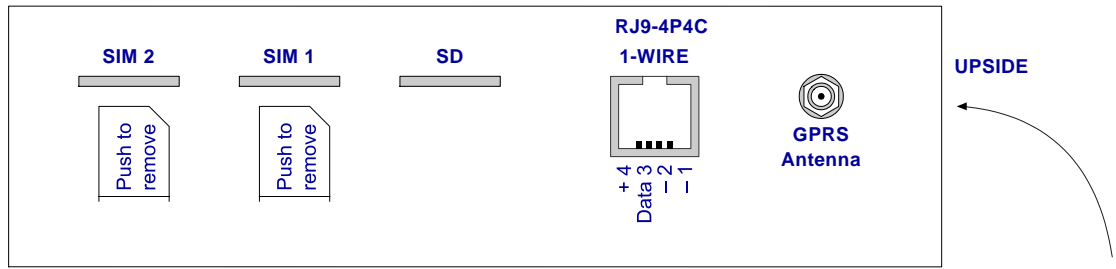 RJ9-4P4C
SIM 2
SIM 1
SD
1-WIRE
UPSIDE
Push to
remove
Push to
remove
GPRS
Antenna
+ 4
Data 3
– 2
– 1